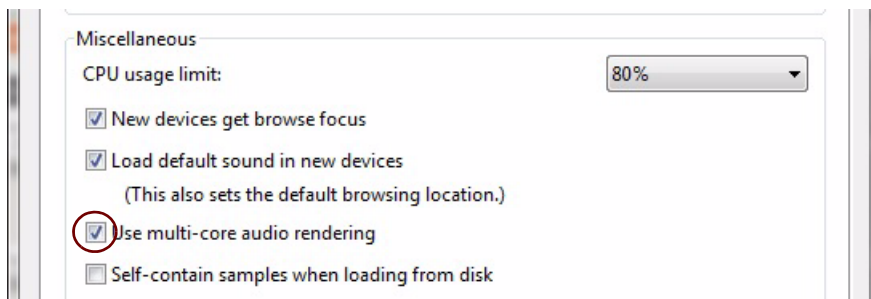 Miscellaneous
CPU usage limit: 80%
New devices get browse focus
Load default sound in new devices
(This also sets the default browsing location.)
Use multi-core audio rendering
Self-contain samples when loading from disk